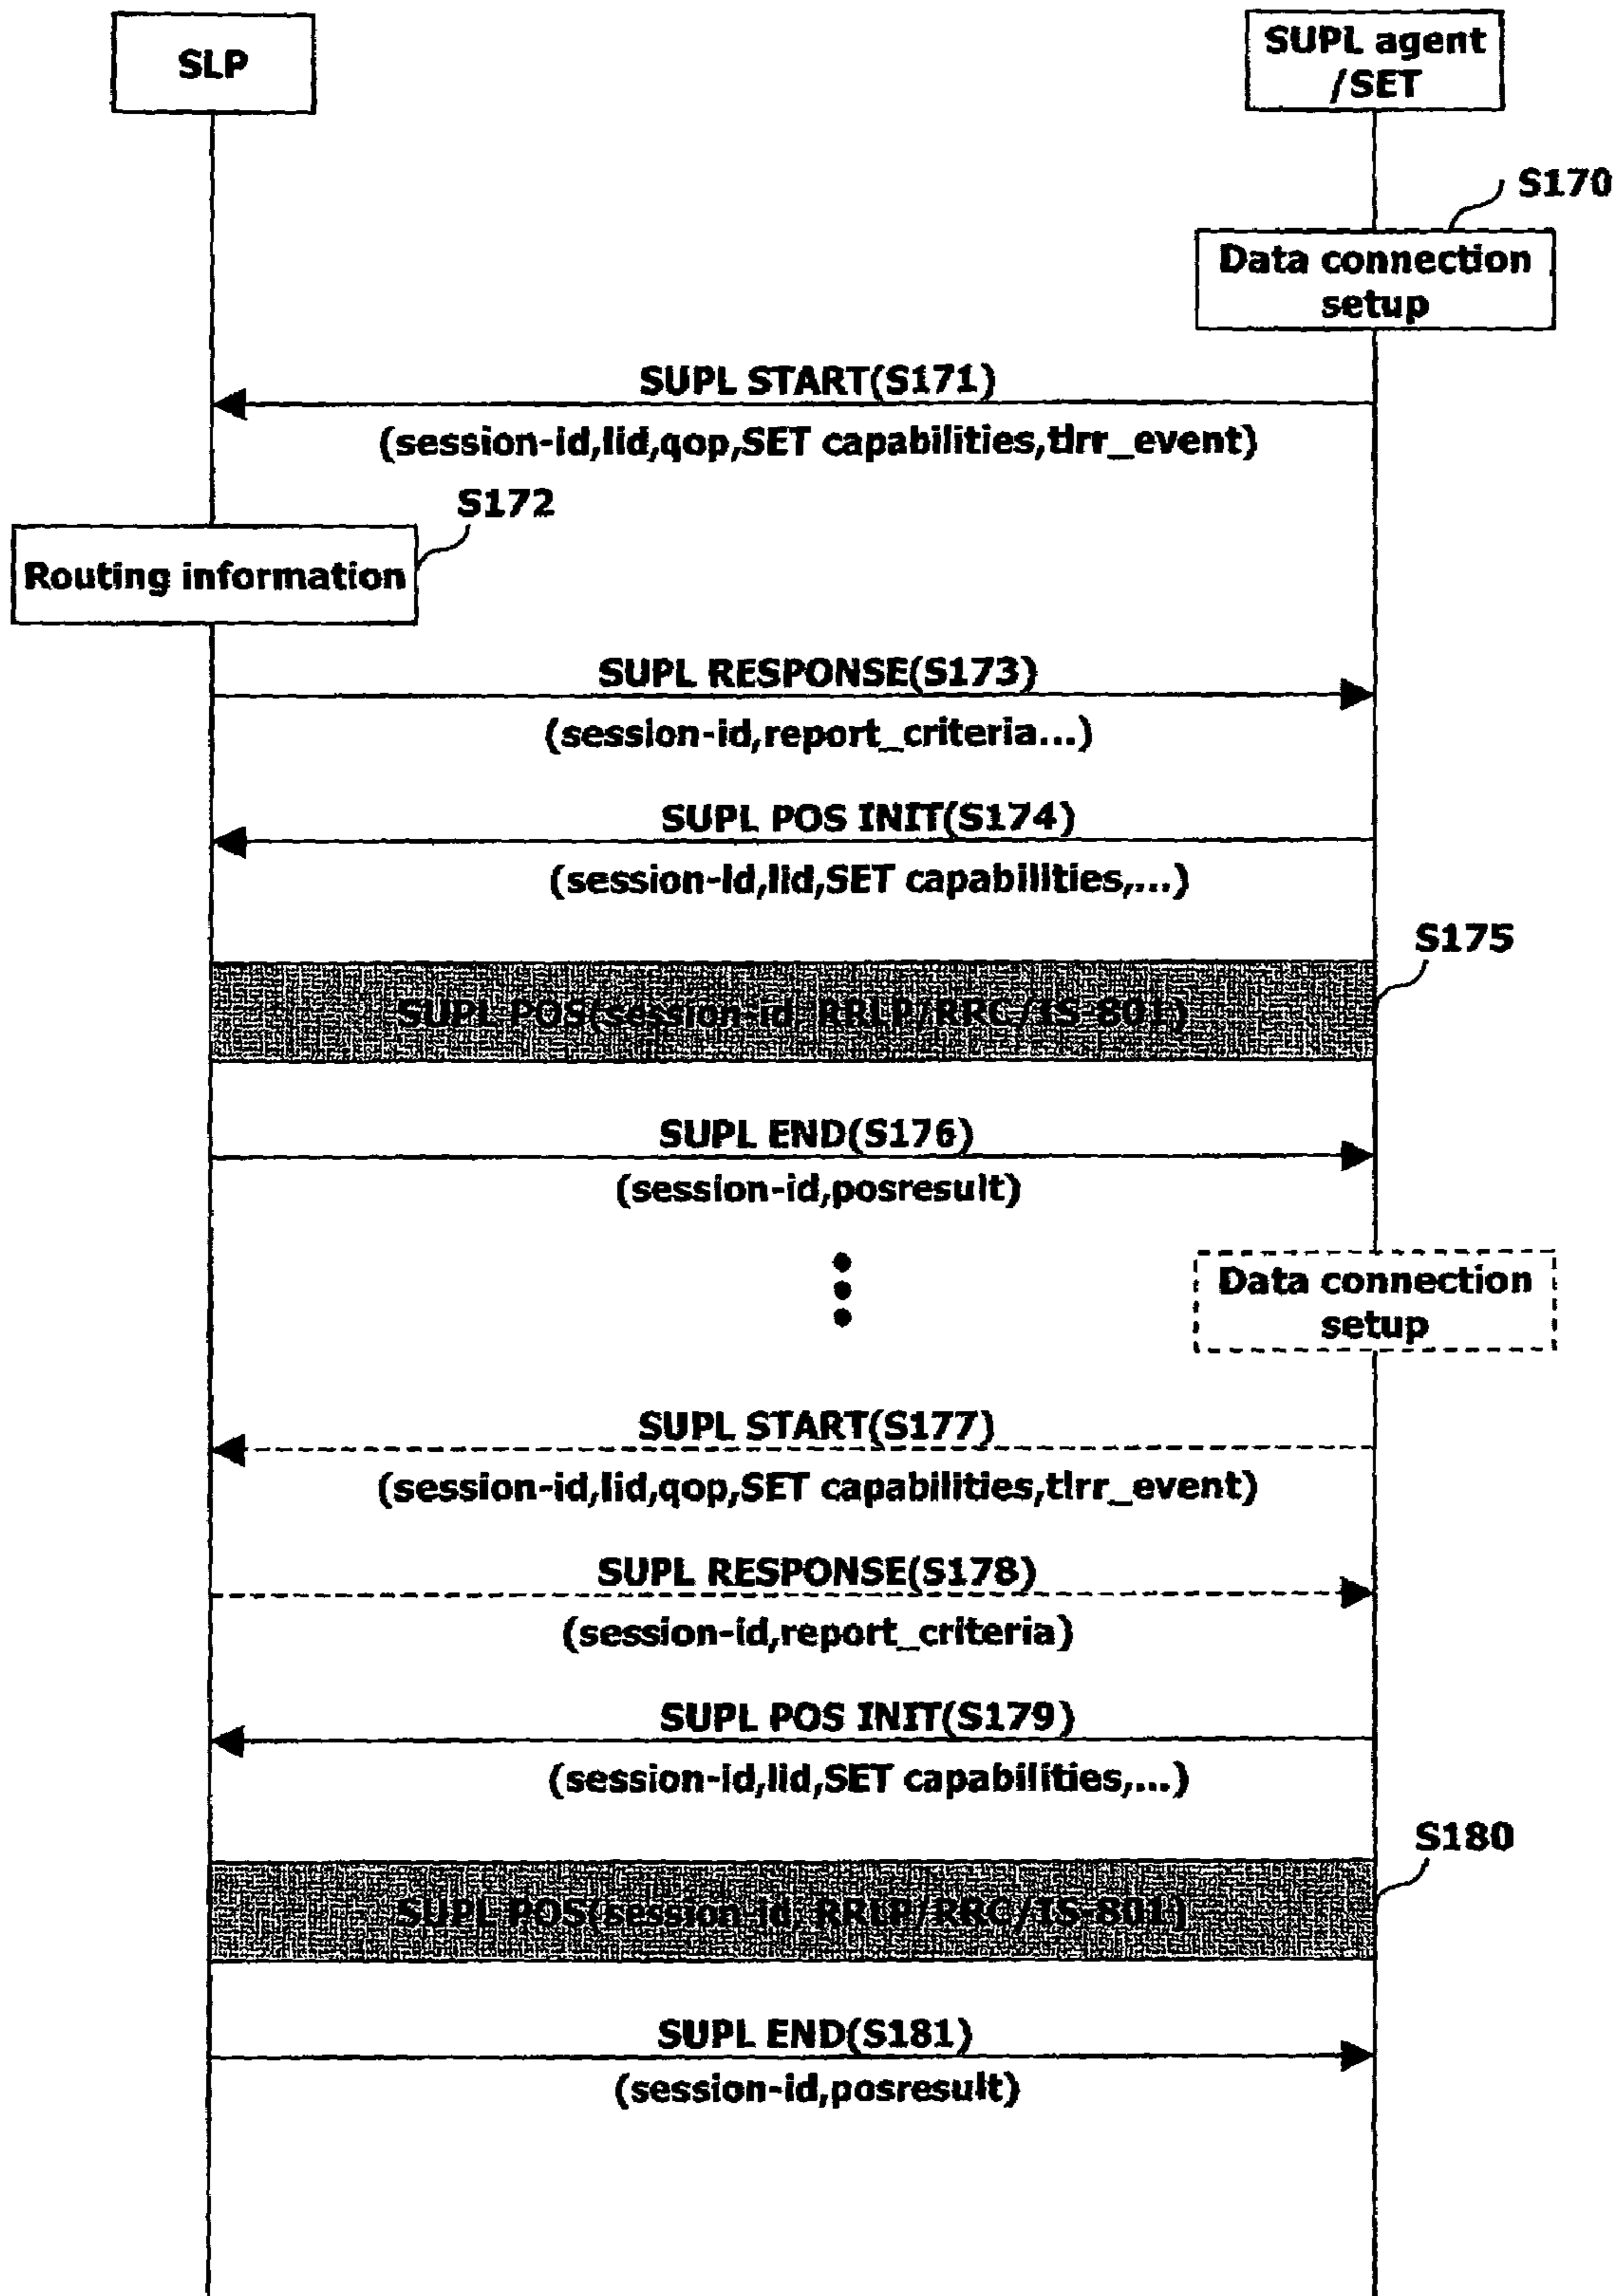 SLP
SUPL agent
/SET
S170
Data connection
setup
SUPL START(S171)
(session-id,lid,qop,SET capabilities,tlrr_event)
S172
Routing information
SUPL RESPONSE(S173)
(session-id,report_criteria...)
SUPL POS INIT(S174)
(session-id,lid,SET capabilities,...)
S175
SUPL POS(session-id, RRLP/RRC/IS-801)
SUPL END(S176)
(session-id,posresult)
Data connection
setup
SUPL START(S177)
(session-id,lid,qop,SET capabilities,tlrr_event)
SUPL RESPONSE(S178)
(session-id,report_criteria)
SUPL POS INIT(S179)
(session-id,lid,SET capabilities,...)
S180
SUPL POS(session-id, RRLP/RRC/IS-801)
SUPL END(S181)
(session-id,posresult)